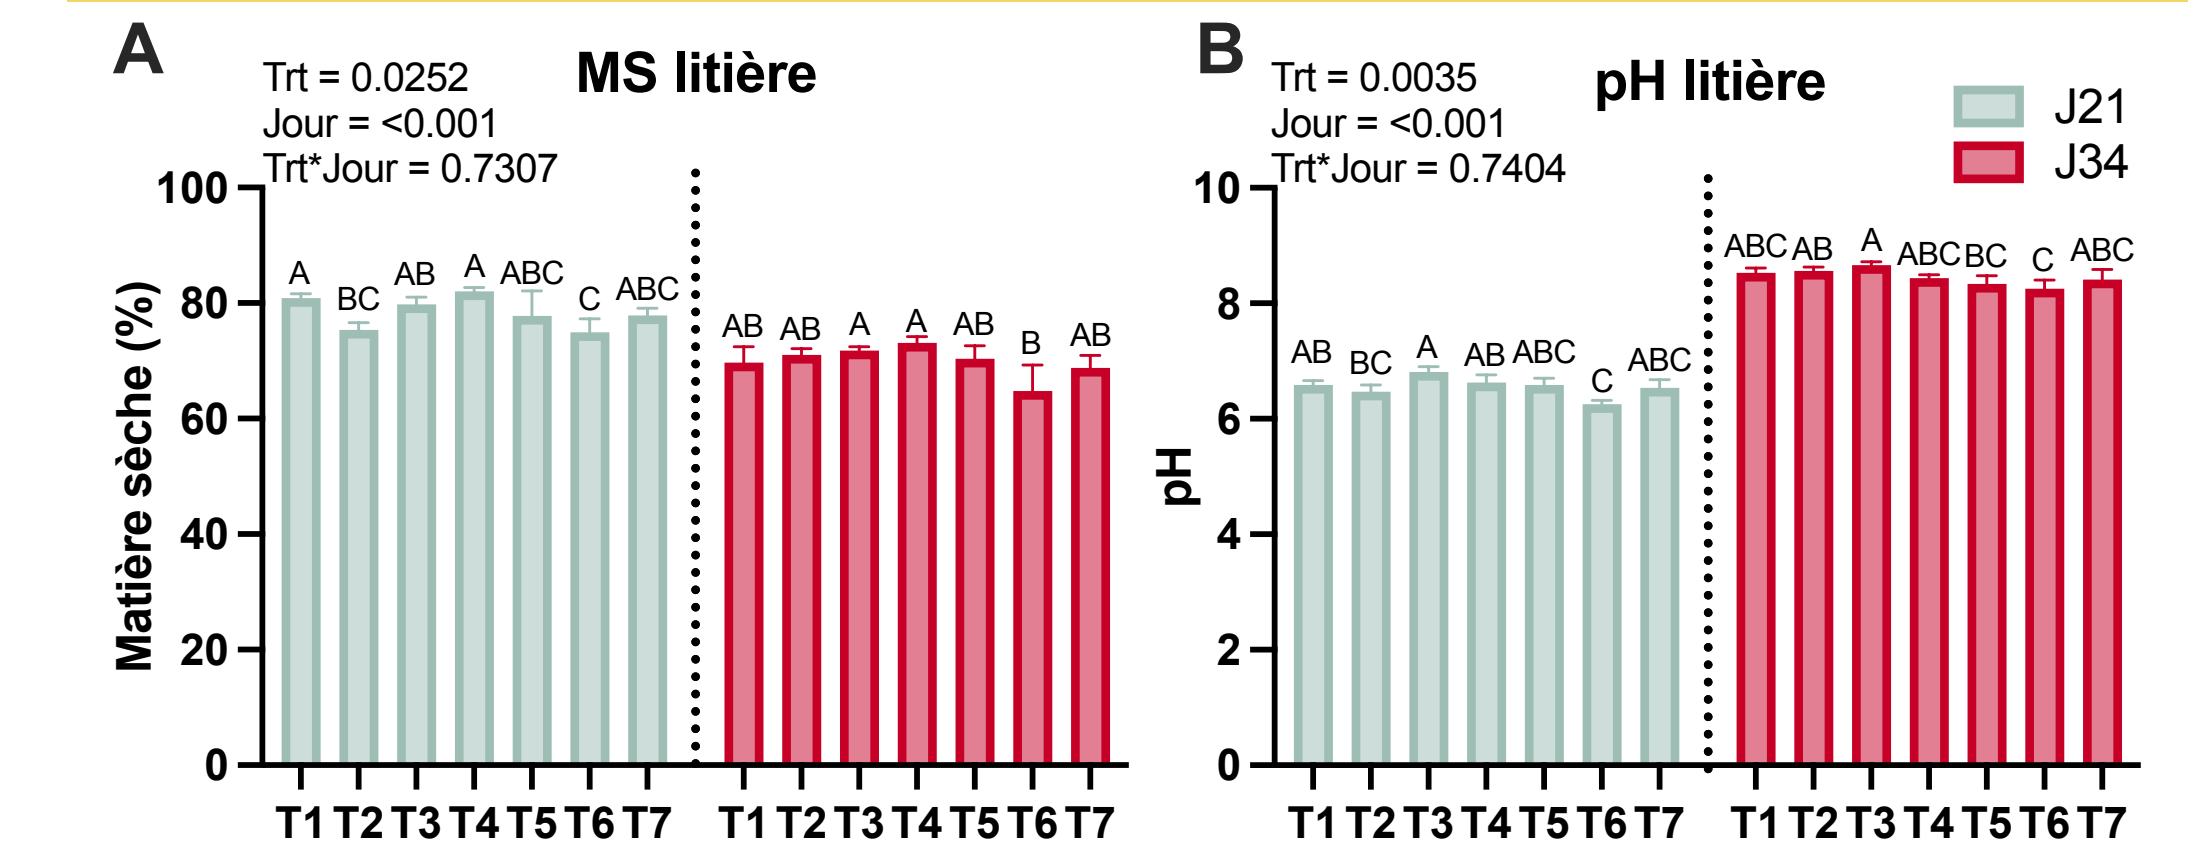 A
MS litière
Trt = 0.0252
Jour = <0.001
Trt*Jour = 0.7307
Matière sèche (%)
100
80
60
40
20
0
A BC AB A ABC C ABC
AB AB A A AB B AB
T1 T2 T3 T4 T5 T6 T7 T1 T2 T3 T4 T5 T6 T7
B
pH litière
Trt = 0.0035
Jour = <0.001
Trt*Jour = 0.7404
J21
J34
pH
10
8
6
4
2
0
AB BC A AB ABC C ABC
ABC AB A ABC BC C ABC
T1 T2 T3 T4 T5 T6 T7 T1 T2 T3 T4 T5 T6 T7